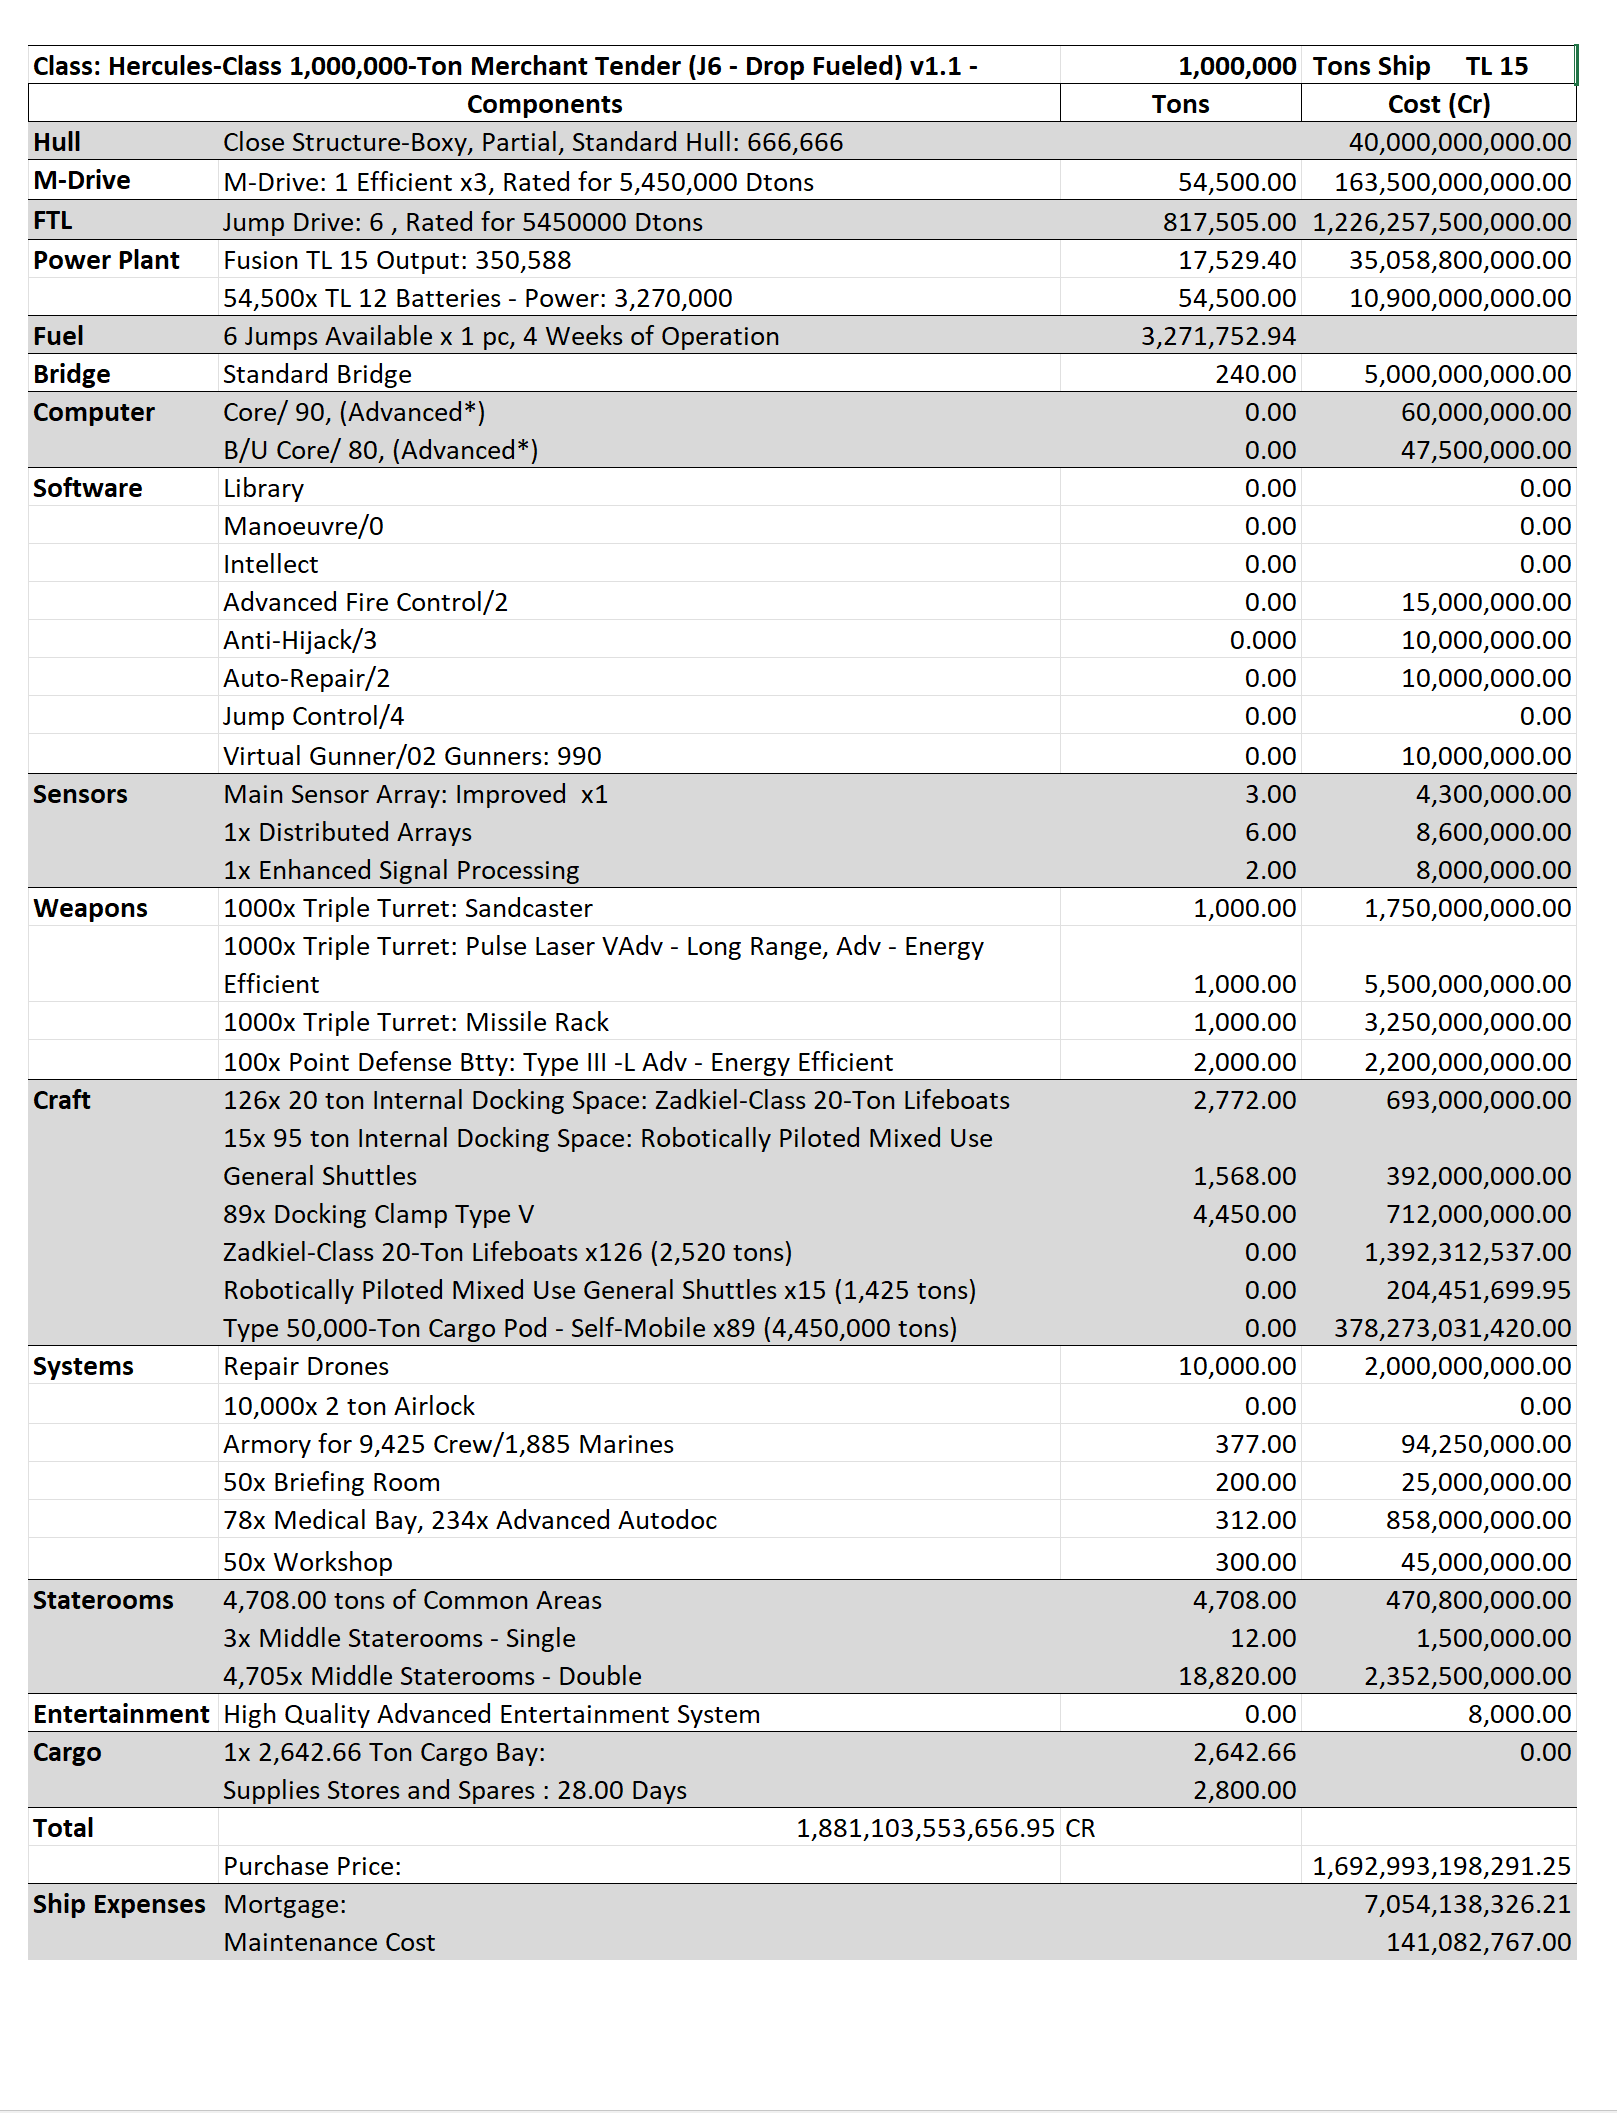 Class: Hercules-Class 1,000,000-Ton Merchant Tender (J6 - Drop Fueled) v1.1 - 1,000,000 Tons Ship TL 15
Components Tons Cost (Cr)
Hull Close Structure-Boxy, Partial, Standard Hull: 666,666 40,000,000,000.00
M-Drive M-Drive: 1 Efficient x3, Rated for 5,450,000 Dtons 54,500.00 163,500,000,000.00
FTL Jump Drive: 6 , Rated for 5450000 Dtons 817,505.00 1,226,257,500,000.00
Power Plant Fusion TL 15 Output: 350,588 17,529.40 35,058,800,000.00
54,500x TL 12 Batteries - Power: 3,270,000 54,500.00 10,900,000,000.00
Fuel 6 Jumps Available x 1 pc, 4 Weeks of Operation 3,271,752.94
Bridge Standard Bridge 240.00 5,000,000,000.00
Computer Core/ 90, (Advanced*) 0.00 60,000,000.00
B/U Core/ 80, (Advanced*) 0.00 47,500,000.00
Software Library 0.00 0.00
Manoeuvre/0 0.00 0.00
Intellect 0.00 0.00
Advanced Fire Control/2 0.00 15,000,000.00
Anti-Hijack/3 0.000 10,000,000.00
Auto-Repair/2 0.00 10,000,000.00
Jump Control/4 0.00 0.00
Virtual Gunner/02 Gunners: 990 0.00 10,000,000.00
Sensors Main Sensor Array: Improved x1 3.00 4,300,000.00
1x Distributed Arrays 6.00 8,600,000.00
1x Enhanced Signal Processing 2.00 8,000,000.00
Weapons 1000x Triple Turret: Sandcaster 1,000.00 1,750,000,000.00
1000x Triple Turret: Pulse Laser VAdv - Long Range, Adv - Energy
Efficient 1,000.00 5,500,000,000.00
1000x Triple Turret: Missile Rack 1,000.00 3,250,000,000.00
100x Point Defense Btty: Type III -L Adv - Energy Efficient 2,000.00 2,200,000,000.00
Craft 126x 20 ton Internal Docking Space: Zadkiel-Class 20-Ton Lifeboats 2,772.00 693,000,000.00
15x 95 ton Internal Docking Space: Robotically Piloted Mixed Use
General Shuttles 1,568.00 392,000,000.00
89x Docking Clamp Type V 4,450.00 712,000,000.00
Zadkiel-Class 20-Ton Lifeboats x126 (2,520 tons) 0.00 1,392,312,537.00
Robotically Piloted Mixed Use General Shuttles x15 (1,425 tons) 0.00 204,451,699.95
Type 50,000-Ton Cargo Pod - Self-Mobile x89 (4,450,000 tons) 0.00 378,273,031,420.00
Systems Repair Drones 10,000.00 2,000,000,000.00
10,000x 2 ton Airlock 0.00 0.00
Armory for 9,425 Crew/1,885 Marines 377.00 94,250,000.00
50x Briefing Room 200.00 25,000,000.00
78x Medical Bay, 234x Advanced Autodoc 312.00 858,000,000.00
50x Workshop 300.00 45,000,000.00
Staterooms 4,708.00 tons of Common Areas 4,708.00 470,800,000.00
3x Middle Staterooms - Single 12.00 1,500,000.00
4,705x Middle Staterooms - Double 18,820.00 2,352,500,000.00
Entertainment High Quality Advanced Entertainment System 0.00 8,000.00
Cargo 1x 2,642.66 Ton Cargo Bay: 2,642.66 0.00
Supplies Stores and Spares : 28.00 Days 2,800.00
Total 1,881,103,553,656.95 CR
Purchase Price: 1,692,993,198,291.25
Ship Expenses Mortgage: 7,054,138,326.21
Maintenance Cost 141,082,767.00